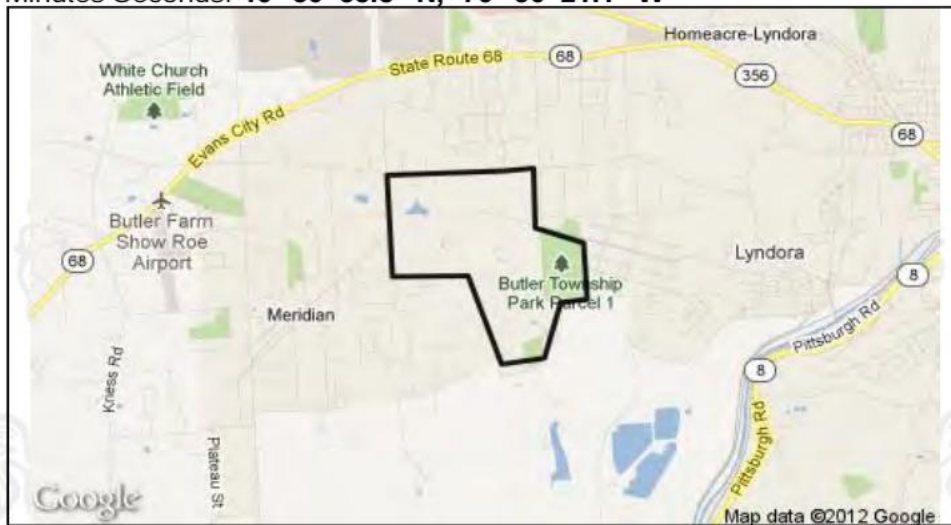 Homeacre-Lyndora
State Route 68
68
White Church
Athletic Field
356
68
Evans City Rd
Butler Farm
Show Roe
Airport
68
Lyndora
Butler Township
Park Parcel 1
8
Meridian
Pittsburgh Rd
8
Kriess Rd
Pittsburgh Rd
Plateau St
Google
Map data ©2012 Google